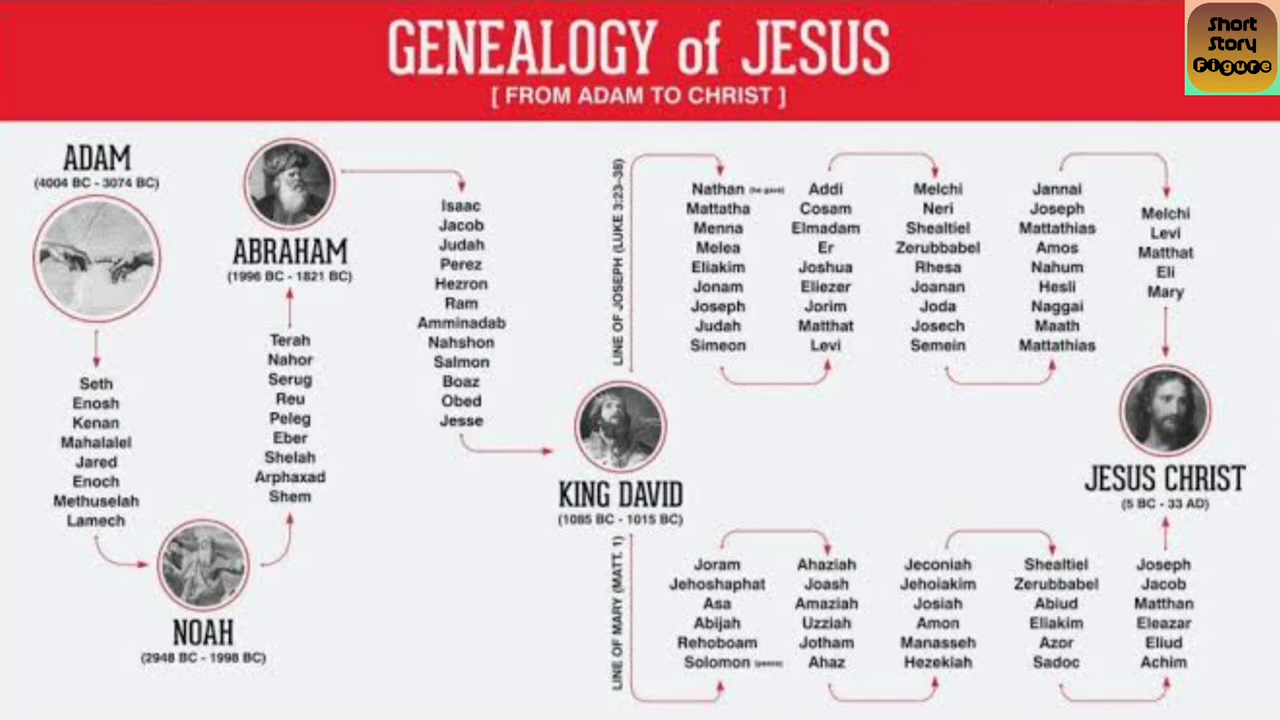 GENEALOGY of JESUS
[ FROM ADAM TO CHRIST ]
Short
Story
Figure
ADAM
(4004 BC - 3074 BC)
Seth
Enosh
Kenan
Mahalalel
Jared
Enoch
Methuselah
Lamech
NOAH
(2948 BC - 1998 BC)
ABRAHAM
(1996 BC - 1821 BC)
Terah
Nahor
Serug
Reu
Peleg
Eber
Shelah
Arphaxad
Shem
Isaac
Jacob
Judah
Perez
Hezron
Ram
Amminadab
Nahshon
Salmon
Boaz
Obed
Jesse
KING DAVID
(1085 BC - 1015 BC)
LINE OF JOSEPH (LUKE 3:23-38)
Nathan (he gave)
Mattatha
Menna
Melea
Eliakim
Jonam
Joseph
Judah
Simeon
Addi
Cosam
Elmadam
Er
Joshua
Eliezer
Jorim
Matthat
Levi
Melchi
Neri
Shealtiel
Zerubbabel
Rhesa
Joanan
Joda
Josech
Semein
Jannai
Joseph
Mattathias
Amos
Nahum
Hesli
Naggai
Maath
Mattathias
Melchi
Levi
Matthat
Eli
Mary
JESUS CHRIST
(5 BC - 33 AD)
LINE OF MARY (MATT. 1)
Joram
Jehoshaphat
Asa
Abijah
Rehoboam
Solomon (peace)
Ahaziah
Joash
Amaziah
Uzziah
Jotham
Ahaz
Jeconiah
Jehoiakim
Josiah
Amon
Manasseh
Hezekiah
Shealtiel
Zerubbabel
Abiud
Eliakim
Azor
Sadoc
Joseph
Jacob
Matthan
Eleazar
Eliud
Achim